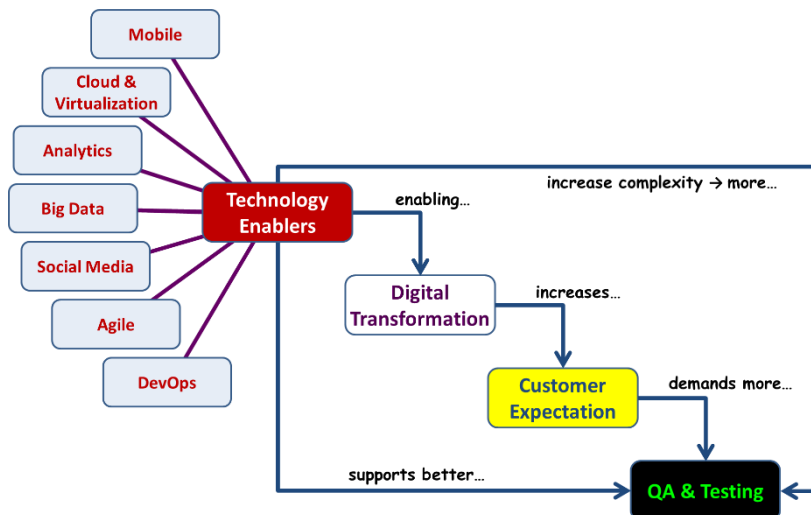 Mobile
Cloud &
Virtualization
Analytics
Big Data
Social Media
Agile
DevOps
Technology
Enablers
increase complexity → more...
enabling...
Digital
Transformation
increases...
Customer
Expectation
demands more...
supports better...
QA & Testing